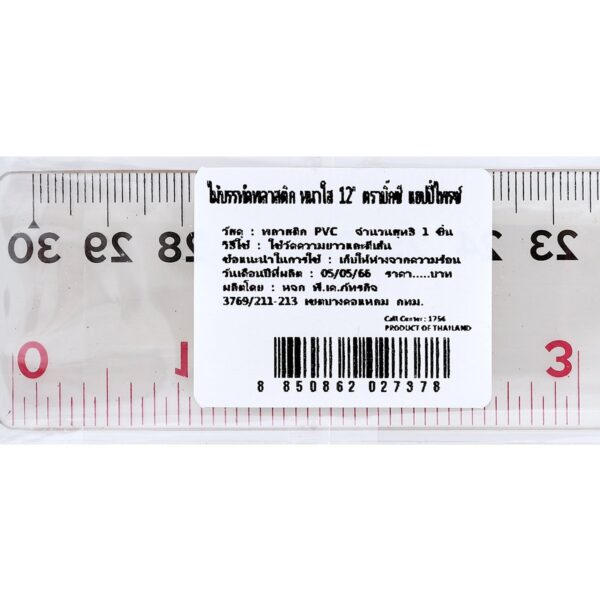 ไม้บรรทัดพลาสติก หนาใส 12" ตราบิ๊กซี แฮปปี้ไพรซ์
วัสดุ : พลาสติก PVC จำนวนสุทธิ 1 ชิ้น
วิธีใช้ : ใช้วัดความยาวและตีเส้น
ข้อแนะนำในการใช้ : เก็บให้ห่างจากความร้อน
วันเดือนปีที่ผลิต : 05/05/66 ราคา.....บาท
ผลิตโดย : หจก พี.เค.ภัทรกิจ
3769/211-213 เขตบางคอแหลม กทม.
Call Center : 1756
PRODUCT OF THAILAND
8 850862 027378
30 29 28 24 23
0 1 3